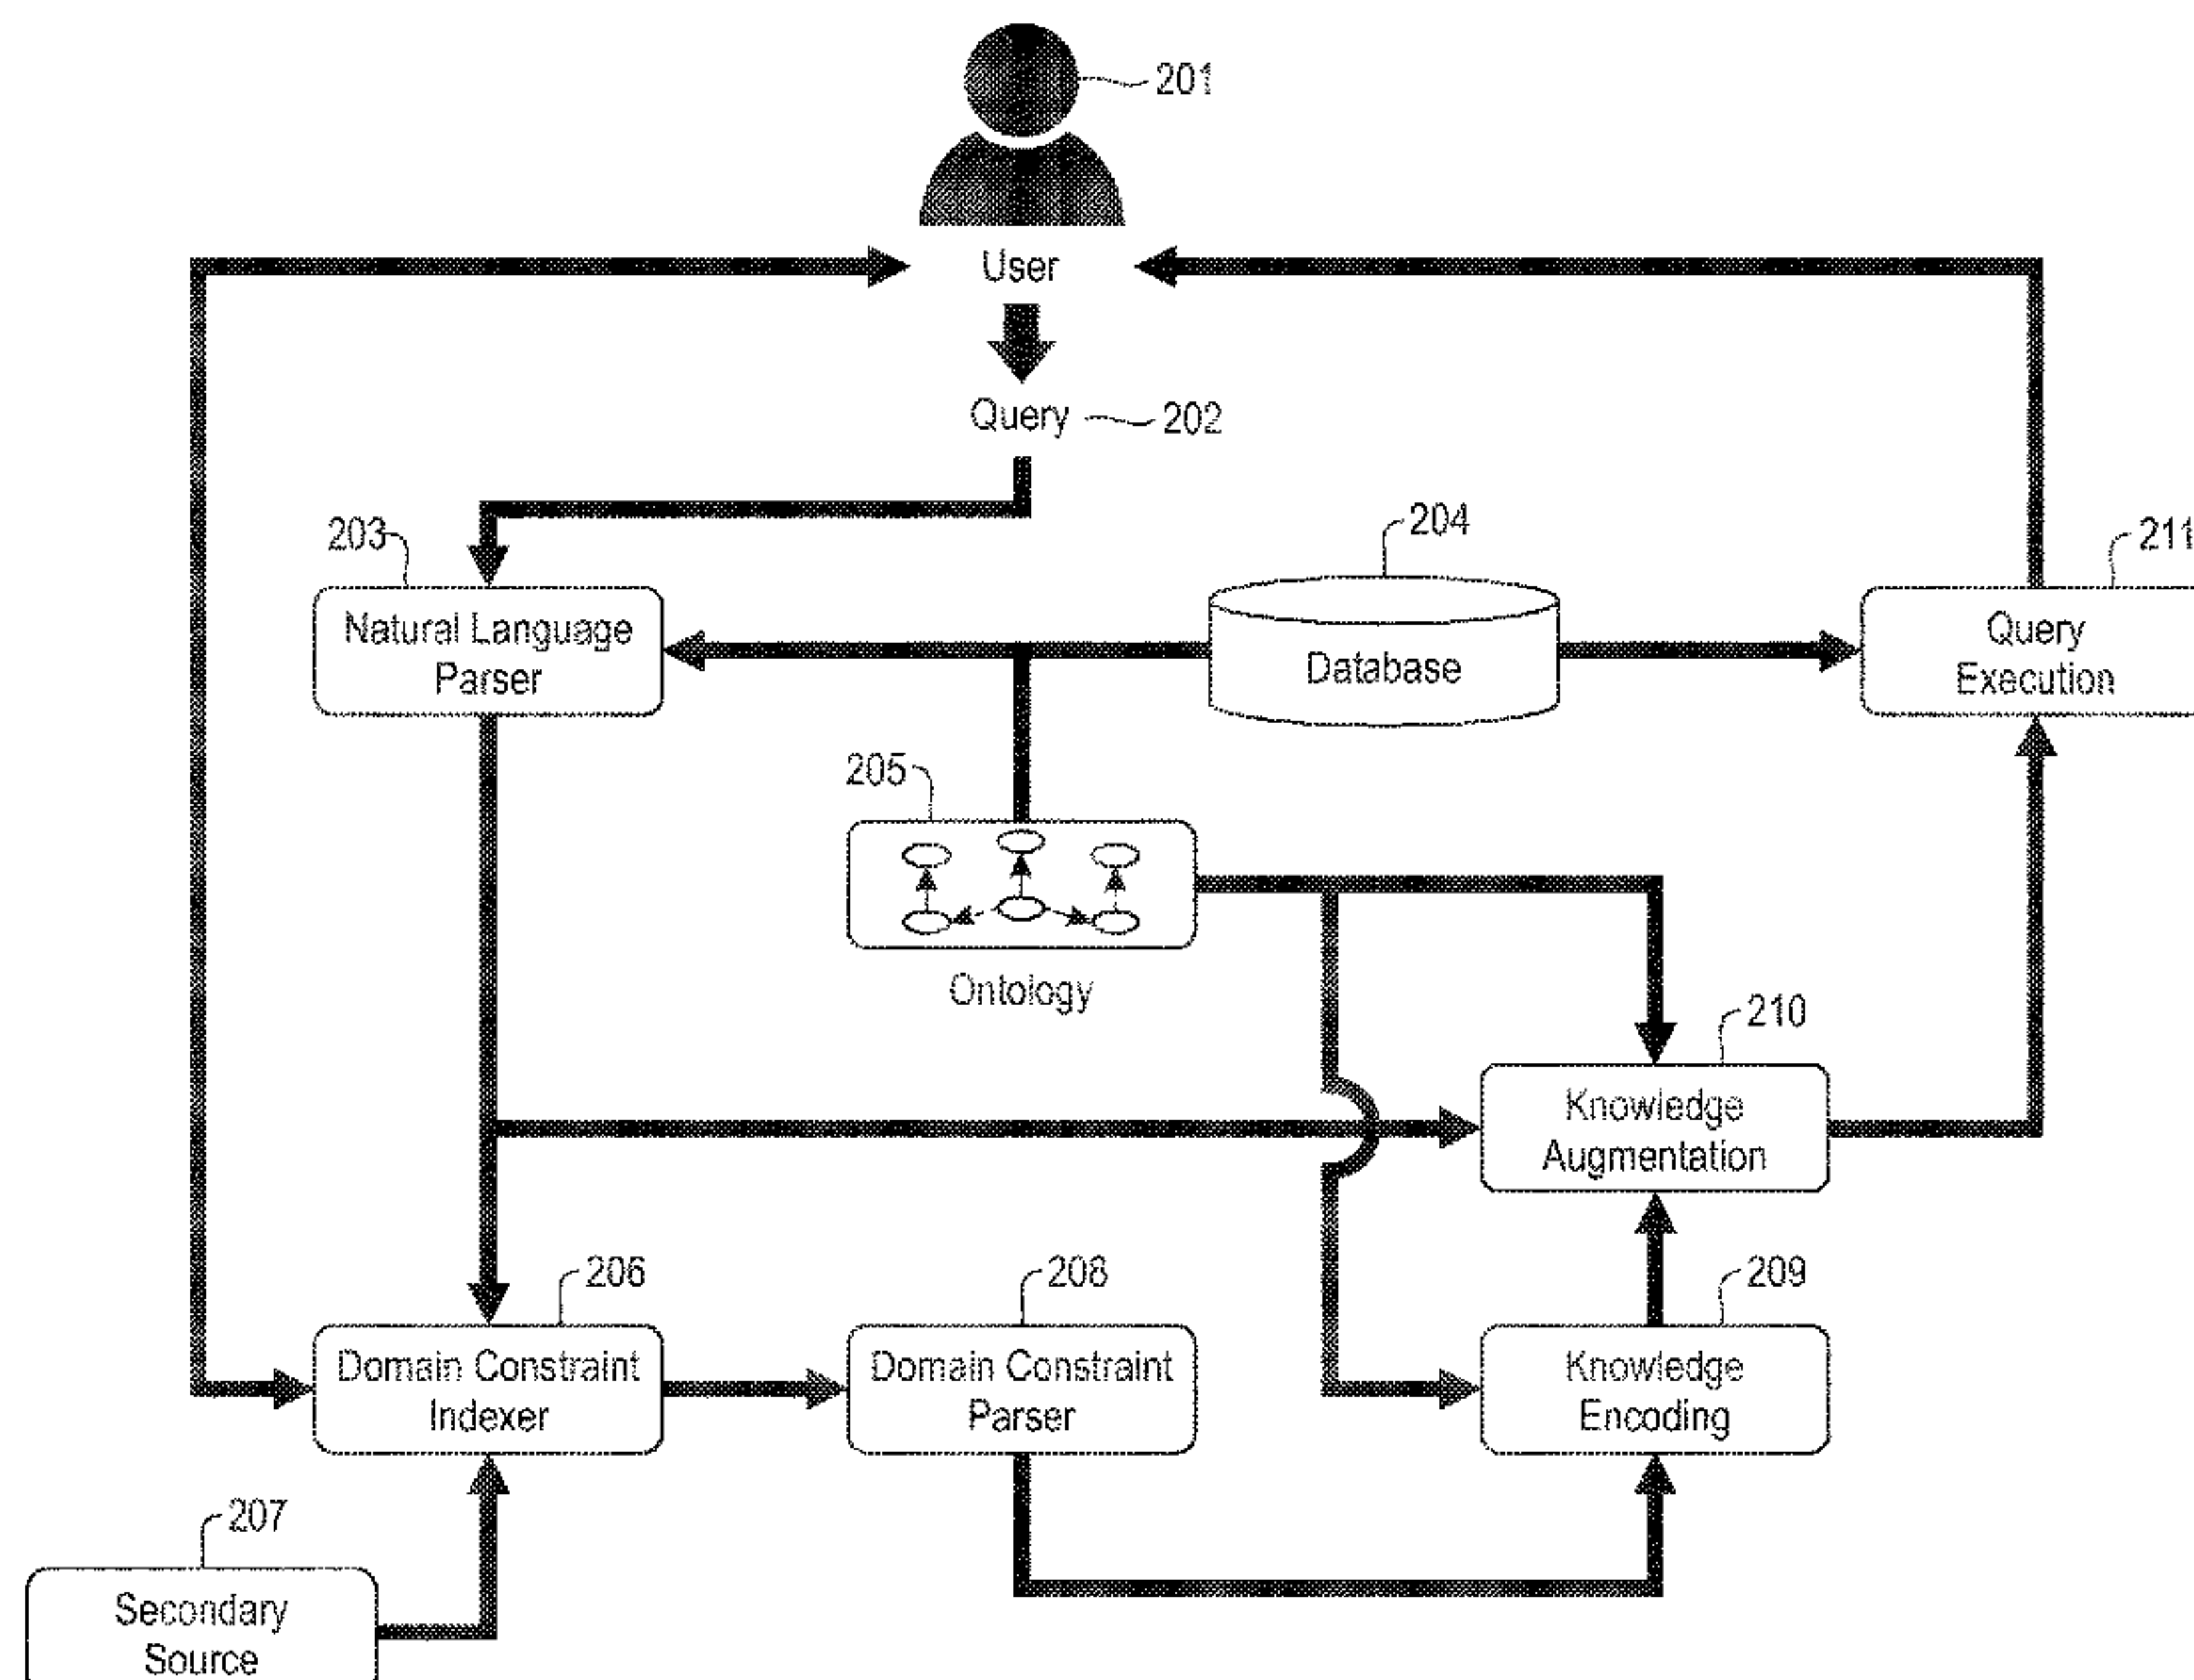 201
User
Query
202
203
204
211
Natural Language
Parser
Database
Query
Execution
205
Ontology
210
Knowledge
Augmentation
206
208
209
Domain Constraint
Indexer
Domain Constraint
Parser
Knowledge
Encoding
207
Secondary
Source